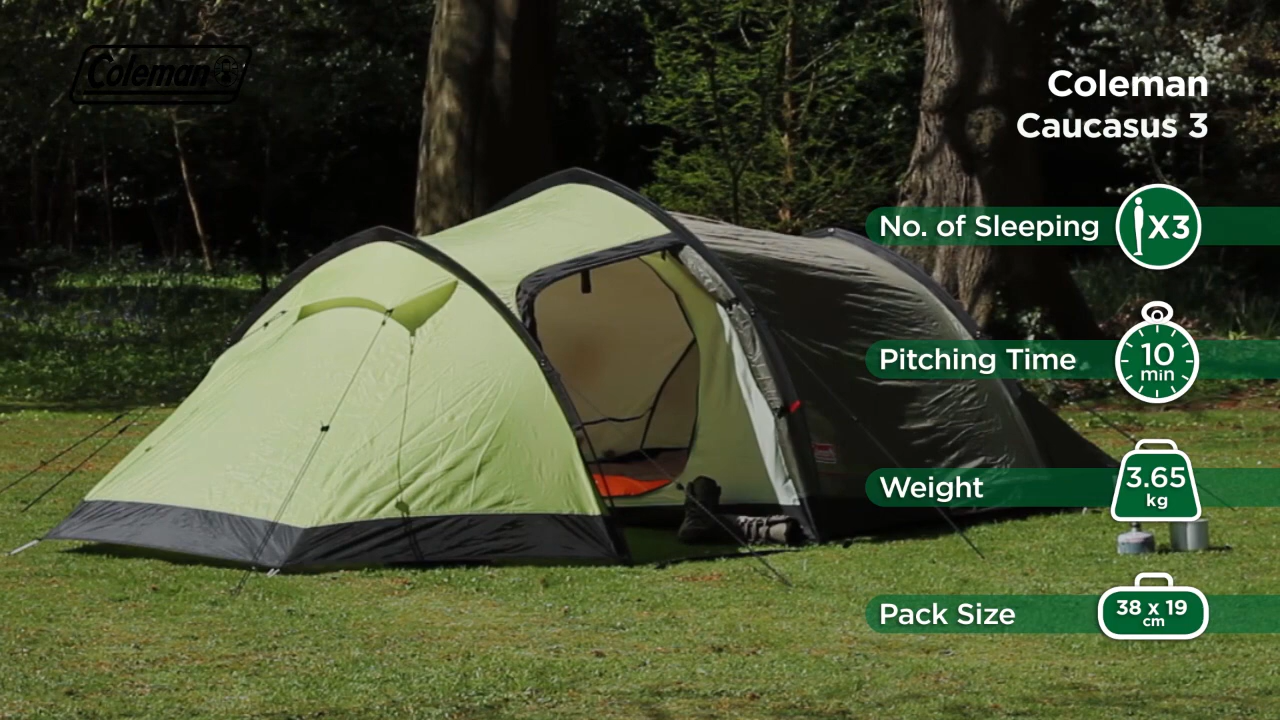 Coleman
Coleman
Caucasus 3
No. of Sleeping
X3
Pitching Time
10
min
Weight
3.65
kg
Pack Size
38 x 19
cm